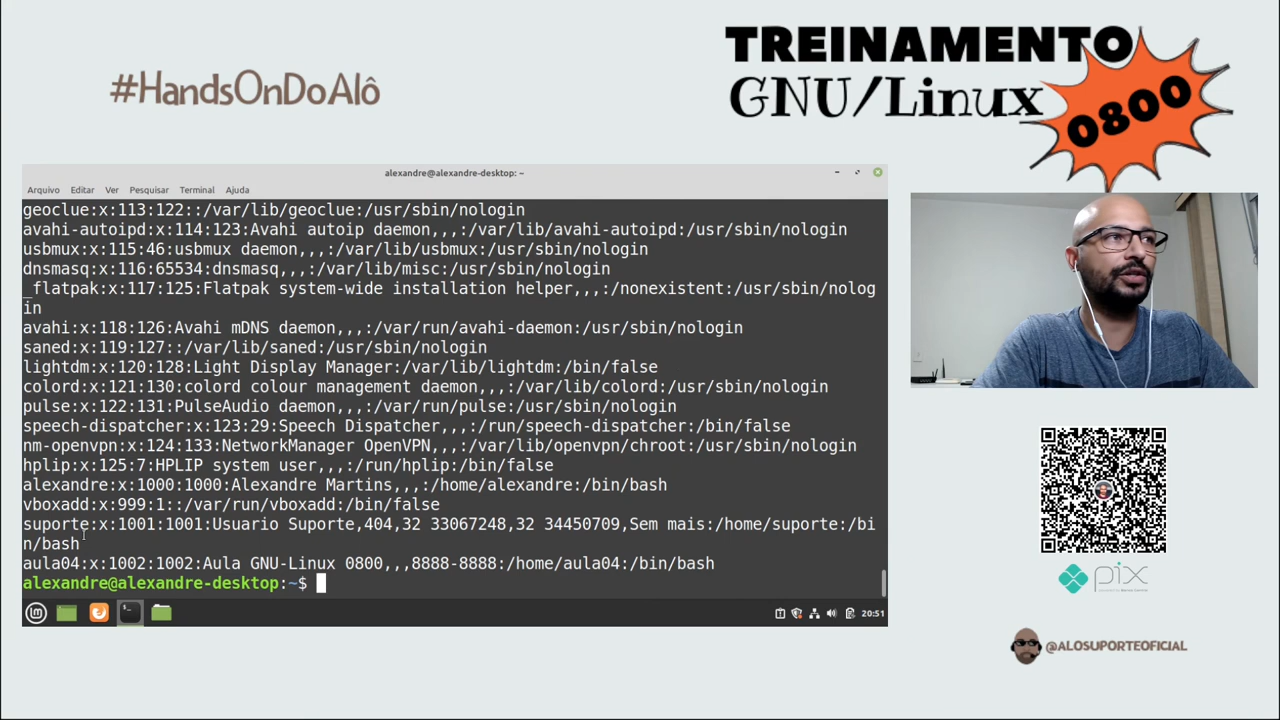 #HandsOnDoAlô
TREINAMENTO
GNU/Linux
0800
alexandre@alexandre-desktop: ~
Arquivo Editar Ver Pesquisar Terminal Ajuda
geoclue:x:113:122::/var/lib/geoclue:/usr/sbin/nologin
avahi-autoipd:x:114:123:Avahi autoip daemon,,,:/var/lib/avahi-autoipd:/usr/sbin/nologin
usbmux:x:115:46:usbmux daemon,,,:/var/lib/usbmux:/usr/sbin/nologin
dnsmasq:x:116:65534:dnsmasq,,,:/var/lib/misc:/usr/sbin/nologin
_flatpak:x:117:125:Flatpak system-wide installation helper,,,:/nonexistent:/usr/sbin/nolog
in
avahi:x:118:126:Avahi mDNS daemon,,,:/var/run/avahi-daemon:/usr/sbin/nologin
saned:x:119:127::/var/lib/saned:/usr/sbin/nologin
lightdm:x:120:128:Light Display Manager:/var/lib/lightdm:/bin/false
colord:x:121:130:colord colour management daemon,,,:/var/lib/colord:/usr/sbin/nologin
pulse:x:122:131:PulseAudio daemon,,,:/var/run/pulse:/usr/sbin/nologin
speech-dispatcher:x:123:29:Speech Dispatcher,,,:/run/speech-dispatcher:/bin/false
nm-openvpn:x:124:133:NetworkManager OpenVPN,,,:/var/lib/openvpn/chroot:/usr/sbin/nologin
hplip:x:125:7:HPLIP system user,,,:/run/hplip:/bin/false
alexandre:x:1000:1000:Alexandre Martins,,,:/home/alexandre:/bin/bash
vboxadd:x:999:1::/var/run/vboxadd:/bin/false
suporte:x:1001:1001:Usuario Suporte,404,32 33067248,32 34450709,Sem mais:/home/suporte:/bi
n/bash
aula04:x:1002:1002:Aula GNU-Linux 0800,,,8888-8888:/home/aula04:/bin/bash
alexandre@alexandre-desktop:~$
20:51
pix
@ALOSUPORTEOFICIAL